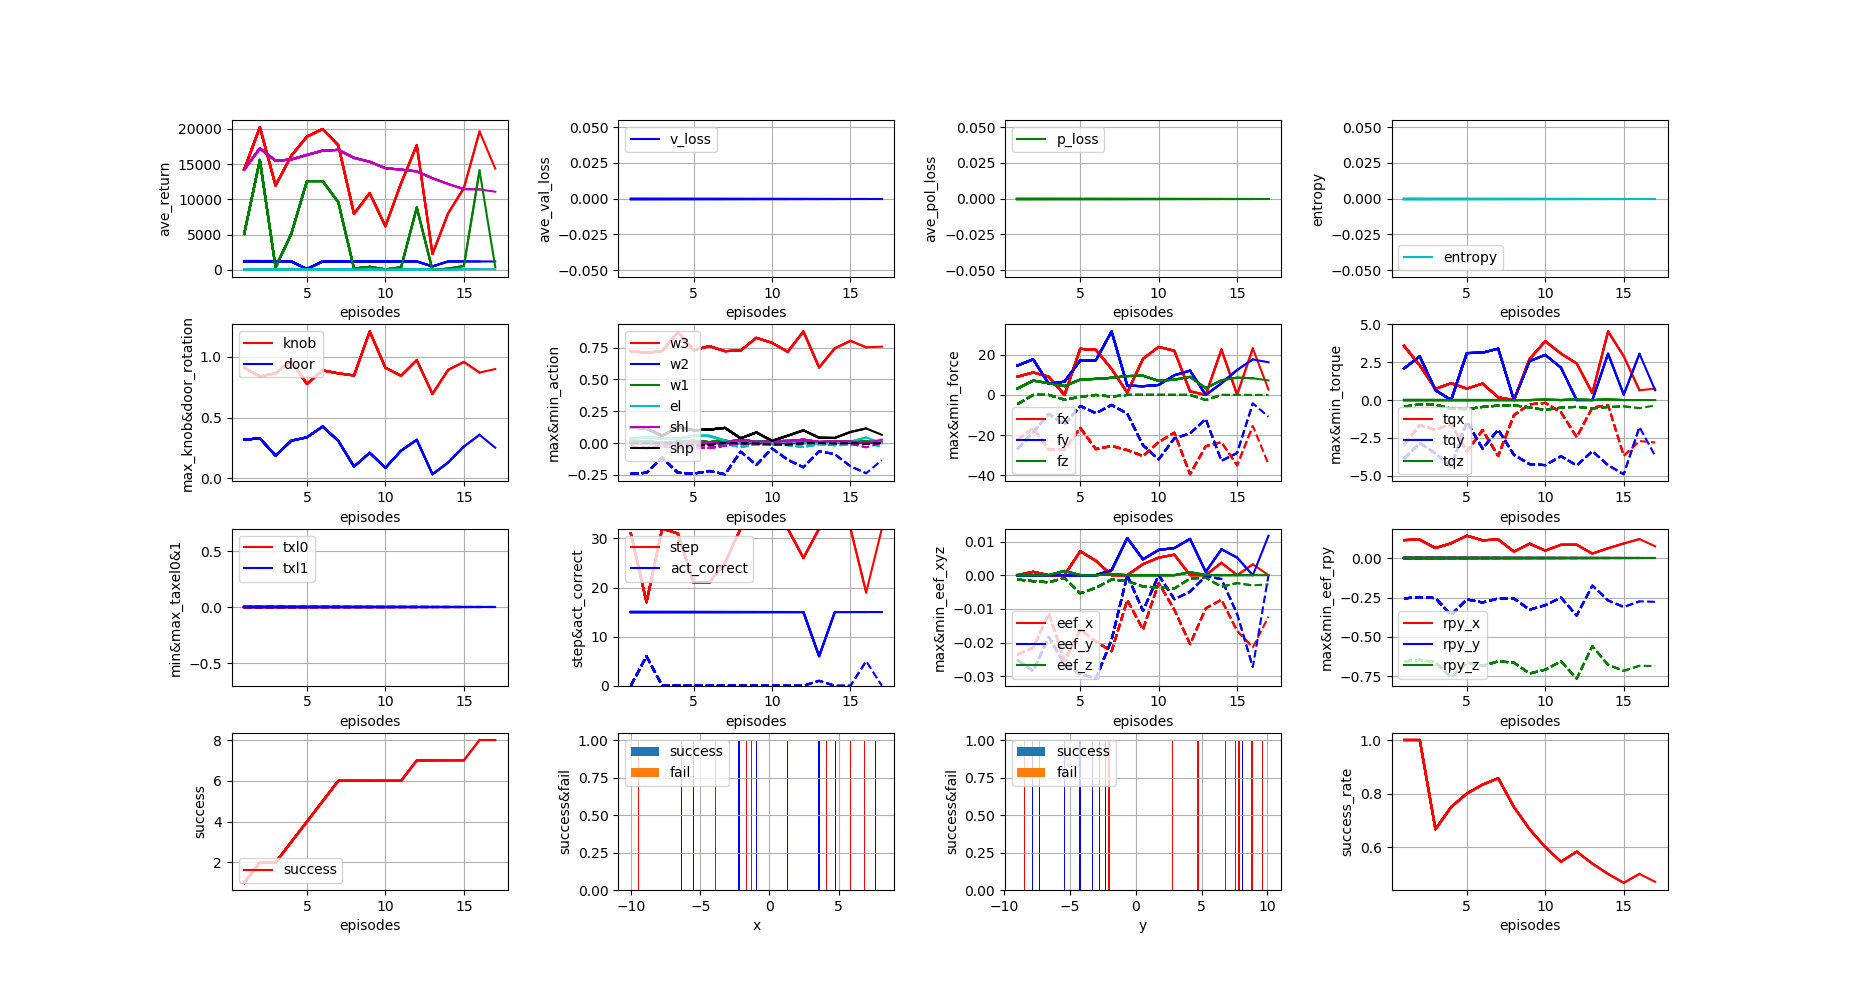 ave_return
20000
15000
10000
5000
0
5 10 15
episodes
ave_val_loss
0.050
0.025
0.000
−0.025
−0.050
v_loss
5 10 15
episodes
ave_pol_loss
0.050
0.025
0.000
−0.025
−0.050
p_loss
5 10 15
episodes
entropy
0.050
0.025
0.000
−0.025
−0.050
entropy
5 10 15
episodes
max_knob&door_rotation
1.0
0.5
0.0
knob
door
5 10 15
episodes
max&min_action
0.75
0.50
0.25
0.00
−0.25
w3
w2
w1
el
shl
shp
5 10 15
episodes
max&min_force
20
0
−20
−40
fx
fy
fz
5 10 15
episodes
max&min_torque
5.0
2.5
0.0
−2.5
−5.0
tqx
tqy
tqz
5 10 15
episodes
min&max_taxel0&1
0.5
0.0
−0.5
txl0
txl1
5 10 15
episodes
step&act_correct
30
20
10
0
step
act_correct
5 10 15
episodes
max&min_eef_xyz
0.01
0.00
−0.01
−0.02
−0.03
eef_x
eef_y
eef_z
5 10 15
episodes
max&min_eef_rpy
0.00
−0.25
−0.50
−0.75
rpy_x
rpy_y
rpy_z
5 10 15
episodes
success
8
6
4
2
success
5 10 15
episodes
success&fail
1.00
0.75
0.50
0.25
0.00
success
fail
−10 −5 0 5
x
success&fail
1.00
0.75
0.50
0.25
0.00
success
fail
−10 −5 0 5 10
y
success_rate
1.0
0.8
0.6
5 10 15
episodes